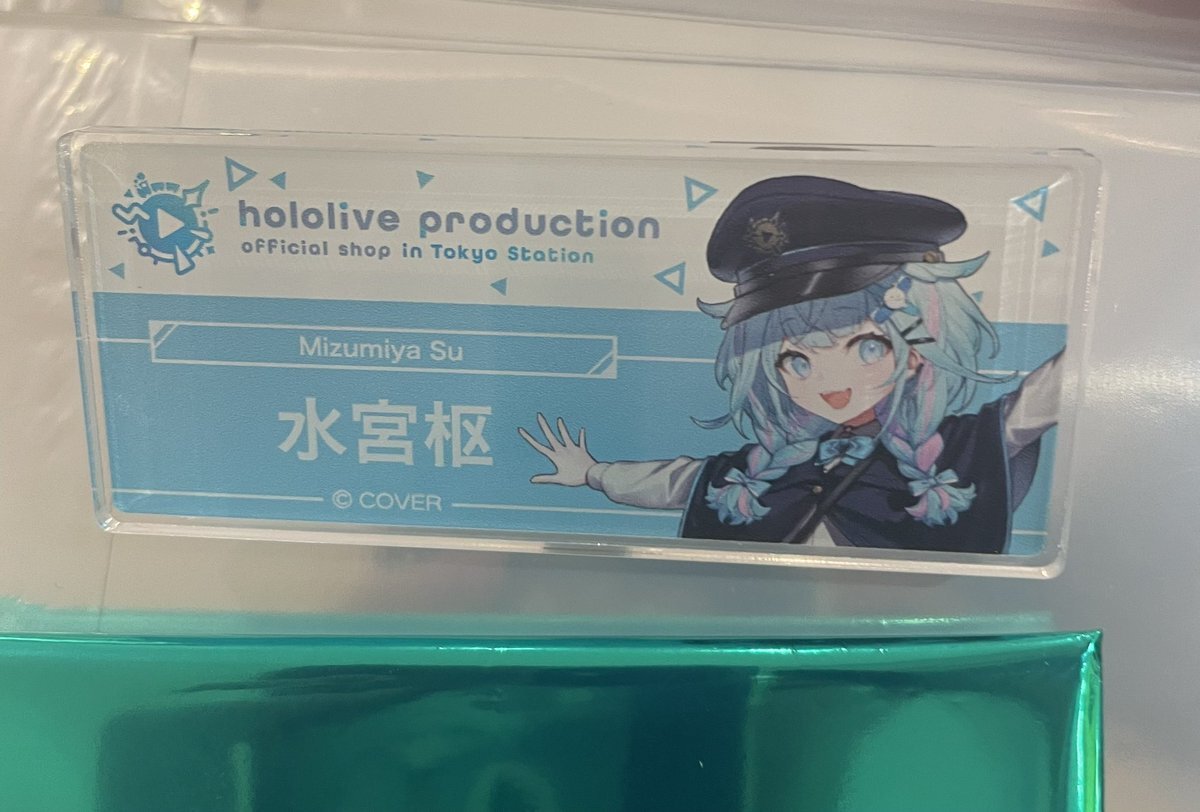 hololive production
official shop in Tokyo Station
Mizumiya Su
水宮枢
© COVER